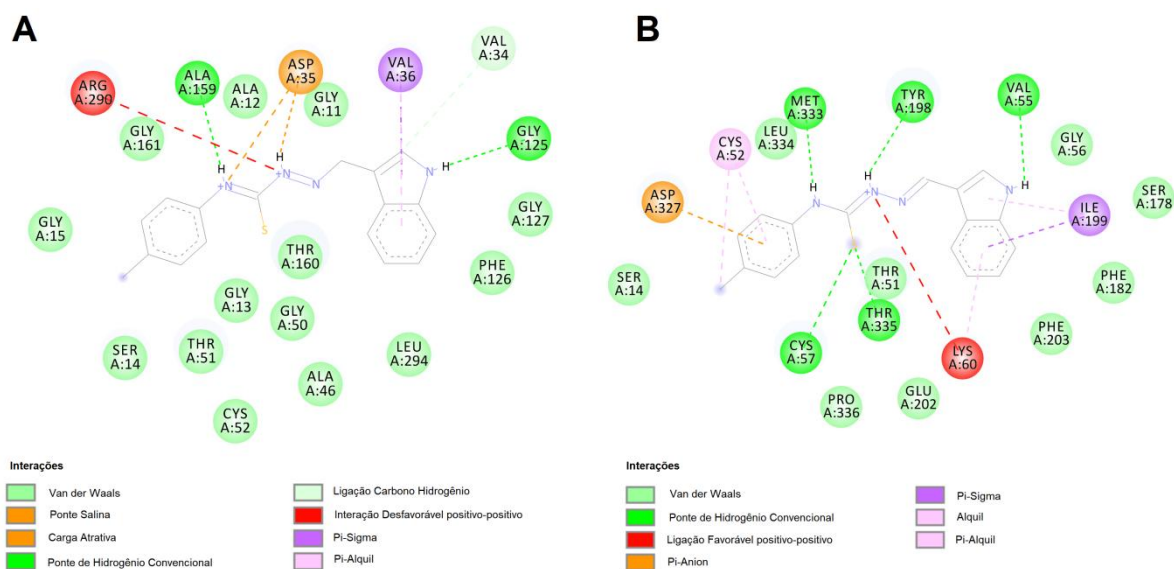 A
ARG
A:290
ALA
A:159
ALA
A:12
ASP
A:35
GLY
A:11
VAL
A:36
VAL
A:34
GLY
A:161
GLY
A:125
H
N
+
H
N
+
N
N
H
S
GLY
A:15
THR
A:160
GLY
A:127
PHE
A:126
GLY
A:13
GLY
A:50
SER
A:14
THR
A:51
LEU
A:294
ALA
A:46
CYS
A:52
Interações
Van der Waals
Ponte Salina
Carga Atrativa
Ponte de Hidrogênio Convencional
Ligação Carbono Hidrogênio
Interação Desfavorável positivo-positivo
Pi-Sigma
Pi-Alquil
B
MET
A:333
TYR
A:198
VAL
A:55
CYS
A:52
LEU
A:334
GLY
A:56
SER
A:178
ASP
A:327
H
N
H
N
+
N
N
H
ILE
A:199
SER
A:14
THR
A:51
PHE
A:182
THR
A:335
PHE
A:203
CYS
A:57
LYS
A:60
PRO
A:336
GLU
A:202
Interações
Van der Waals
Ponte de Hidrogênio Convencional
Ligação Favorável positivo-positivo
Pi-Anion
Pi-Sigma
Alquil
Pi-Alquil